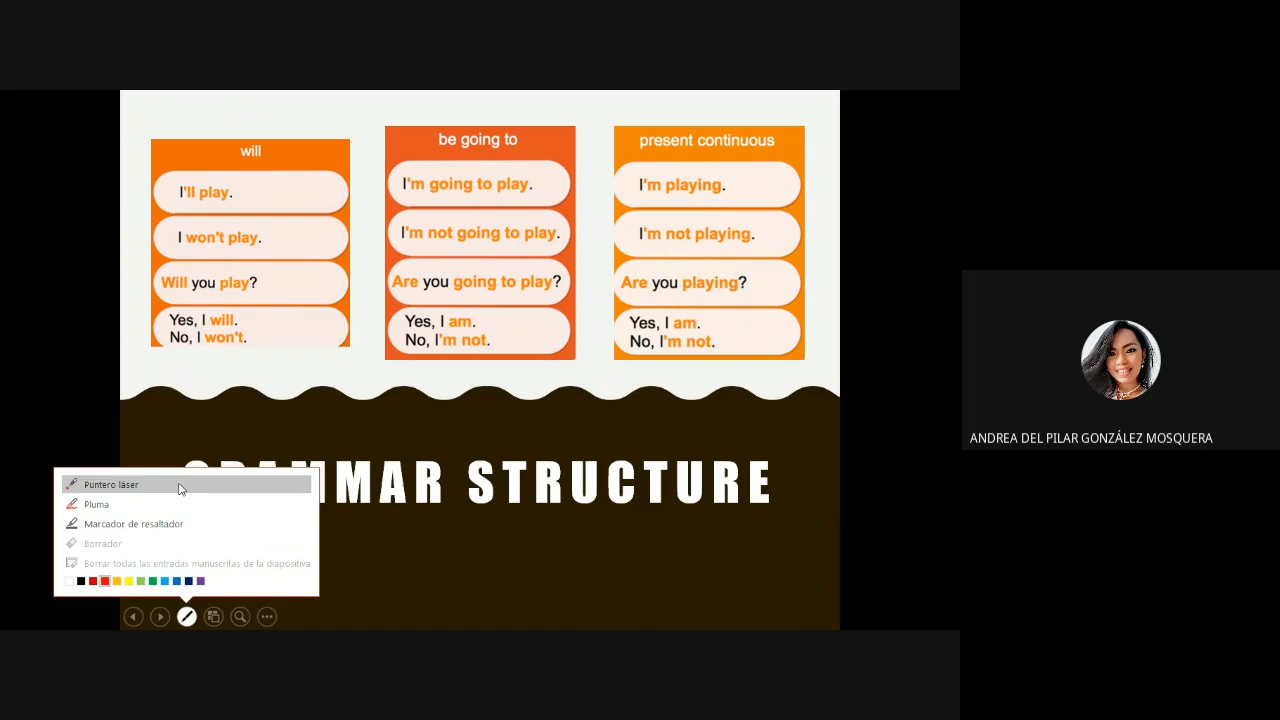 will
I'll play.
I won't play.
Will you play?
Yes, I will.
No, I won't.
be going to
I'm going to play.
I'm not going to play.
Are you going to play?
Yes, I am.
No, I'm not.
present continuous
I'm playing.
I'm not playing.
Are you playing?
Yes, I am.
No, I'm not.
GRAMMAR STRUCTURE
Puntero láser
Pluma
Marcador de resaltador
Borrador
Borrar todas las entradas manuscritas de la diapositiva
ANDREA DEL PILAR GONZÁLEZ MOSQUERA